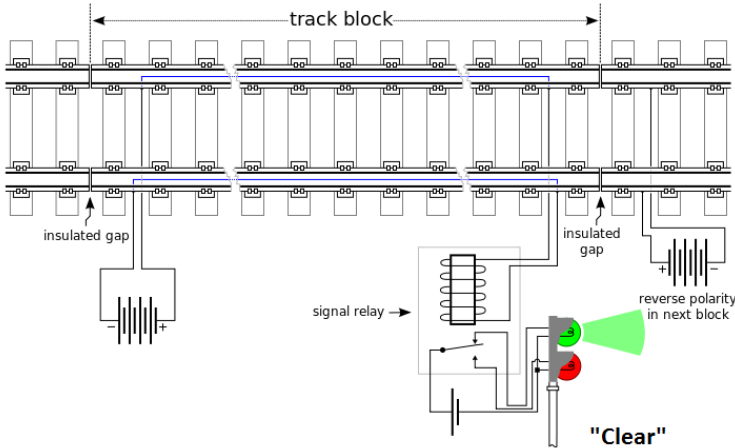 track block
insulated gap
insulated
gap
− +
+ −
reverse polarity
in next block
signal relay
"Clear"